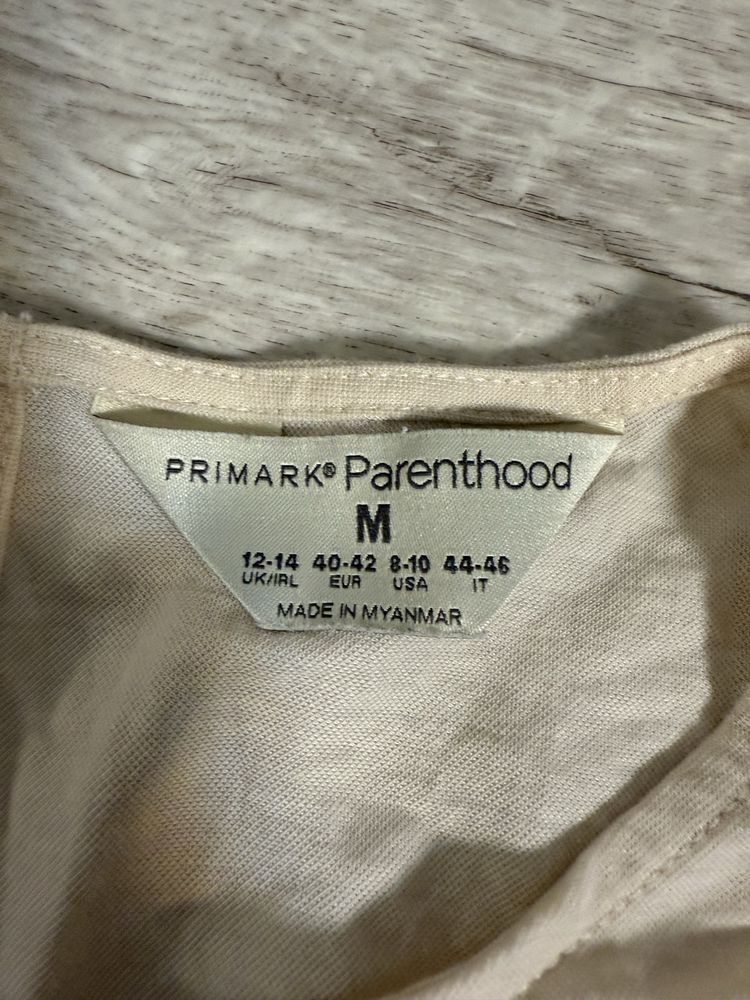 PRIMARK® Parenthood
M
12-14 40-42 8-10 44-46
UK/IRL EUR USA IT
MADE IN MYANMAR